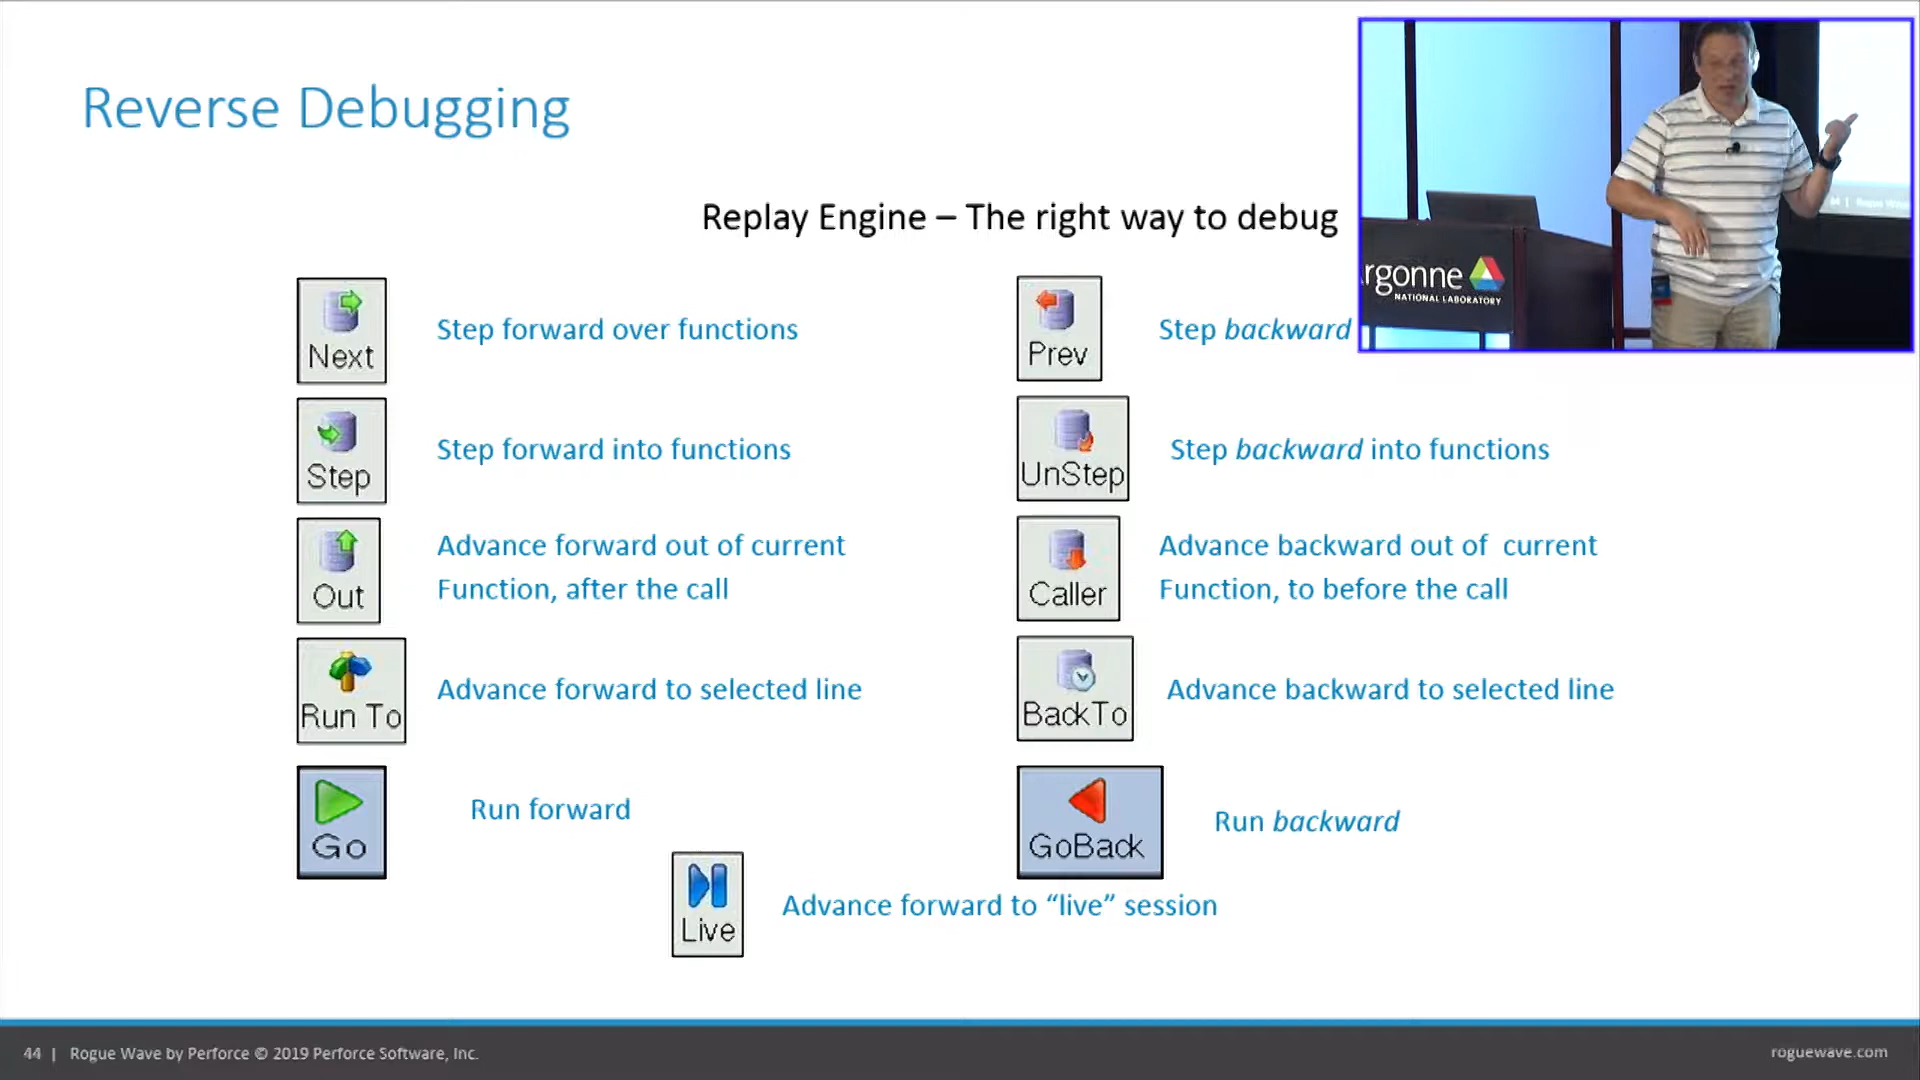 Reverse Debugging
Replay Engine – The right way to debug
Next
Step forward over functions
Prev
Step backward
Step
Step forward into functions
UnStep
Step backward into functions
Out
Advance forward out of current
Function, after the call
Caller
Advance backward out of current
Function, to before the call
Run To
Advance forward to selected line
BackTo
Advance backward to selected line
Go
Run forward
GoBack
Run backward
Live
Advance forward to “live” session
rgonne
NATIONAL LABORATORY
44 | Rogue Wave by Perforce © 2019 Perforce Software, Inc.
roguewave.com